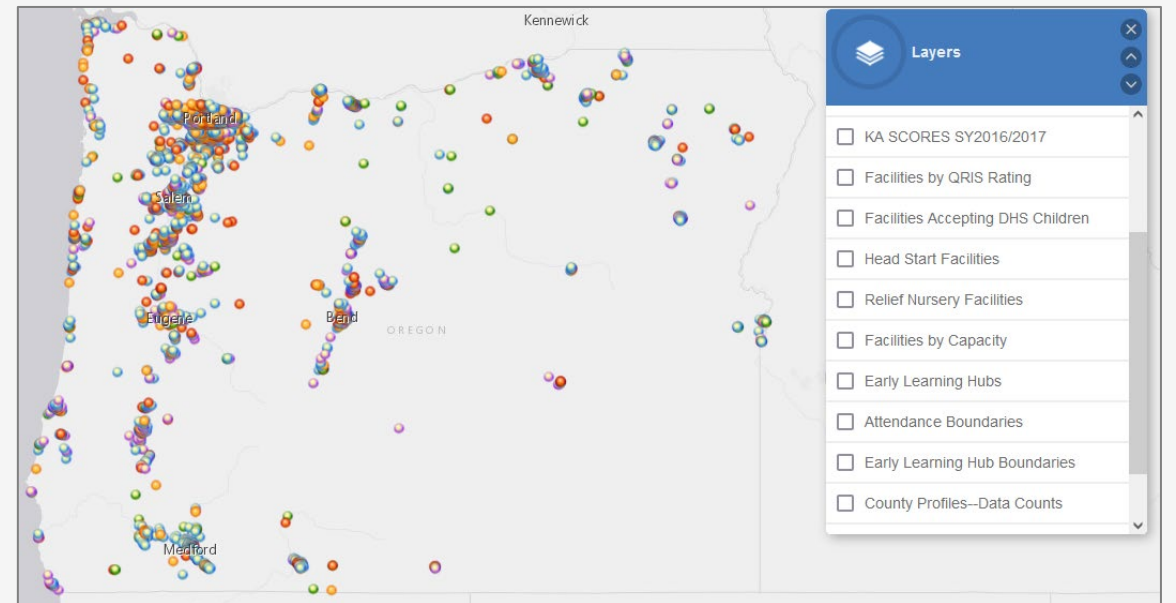 Kennewick
Portland
Salem
Eugene
Bend
OREGON
Medford
Layers
KA SCORES SY2016/2017
Facilities by QRIS Rating
Facilities Accepting DHS Children
Head Start Facilities
Relief Nursery Facilities
Facilities by Capacity
Early Learning Hubs
Attendance Boundaries
Early Learning Hub Boundaries
County Profiles--Data Counts